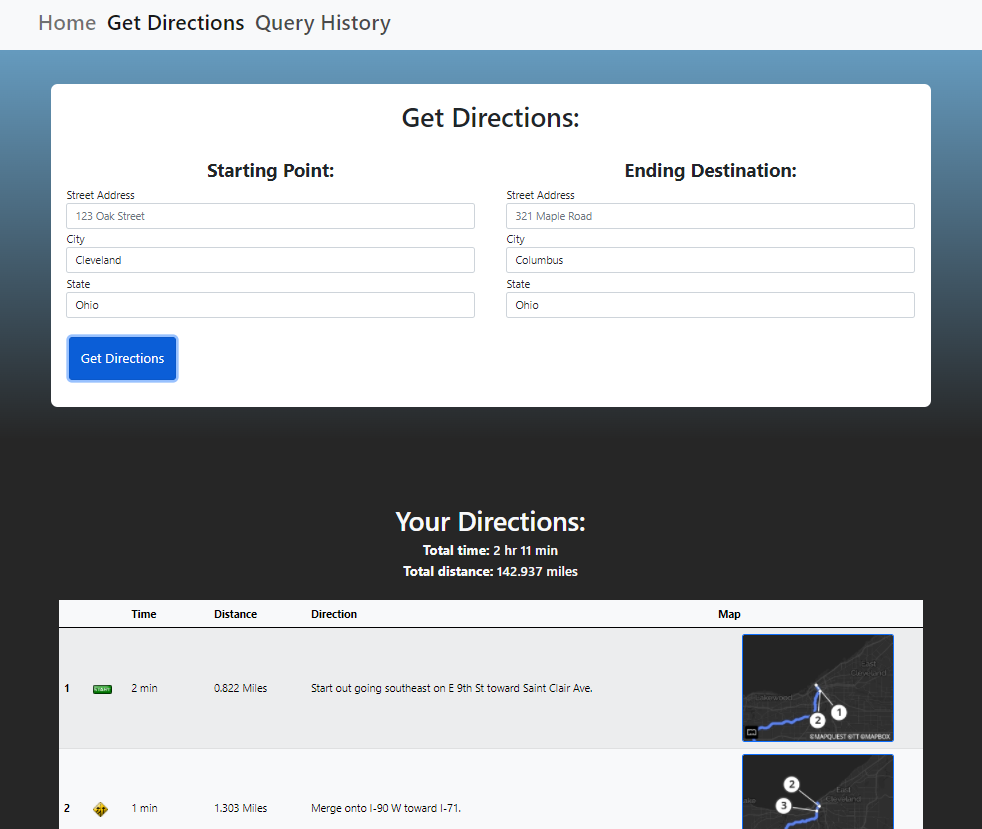 Home Get Directions Query History
Get Directions:
Starting Point: Ending Destination:
Street Address Street Address
123 Oak Street 321 Maple Road
City City
Cleveland Columbus
State State
Ohio Ohio
Get Directions
Your Directions:
Total time: 2 hr 11 min
Total distance: 142.937 miles
Time Distance Direction Map
1 START 2 min 0.822 Miles Start out going southeast on E 9th St toward Saint Clair Ave.
East
Cleveland
Lakewood
2 1
©MAPQUEST ©TT ©MAPBOX
2 1 min 1.303 Miles Merge onto I-90 W toward I-71.
2
3
East
Cleveland